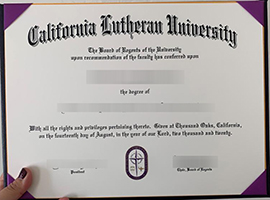 California Lutheran University
The Board of Regents of the University
upon recommendation of the faculty has conferred upon
the degree of
With all the rights and privileges pertaining thereto. Given at Thousand Oaks, California,
on the fourteenth day of August, in the year of our Lord, two thousand and twenty.
President
Chair, Board of Regents